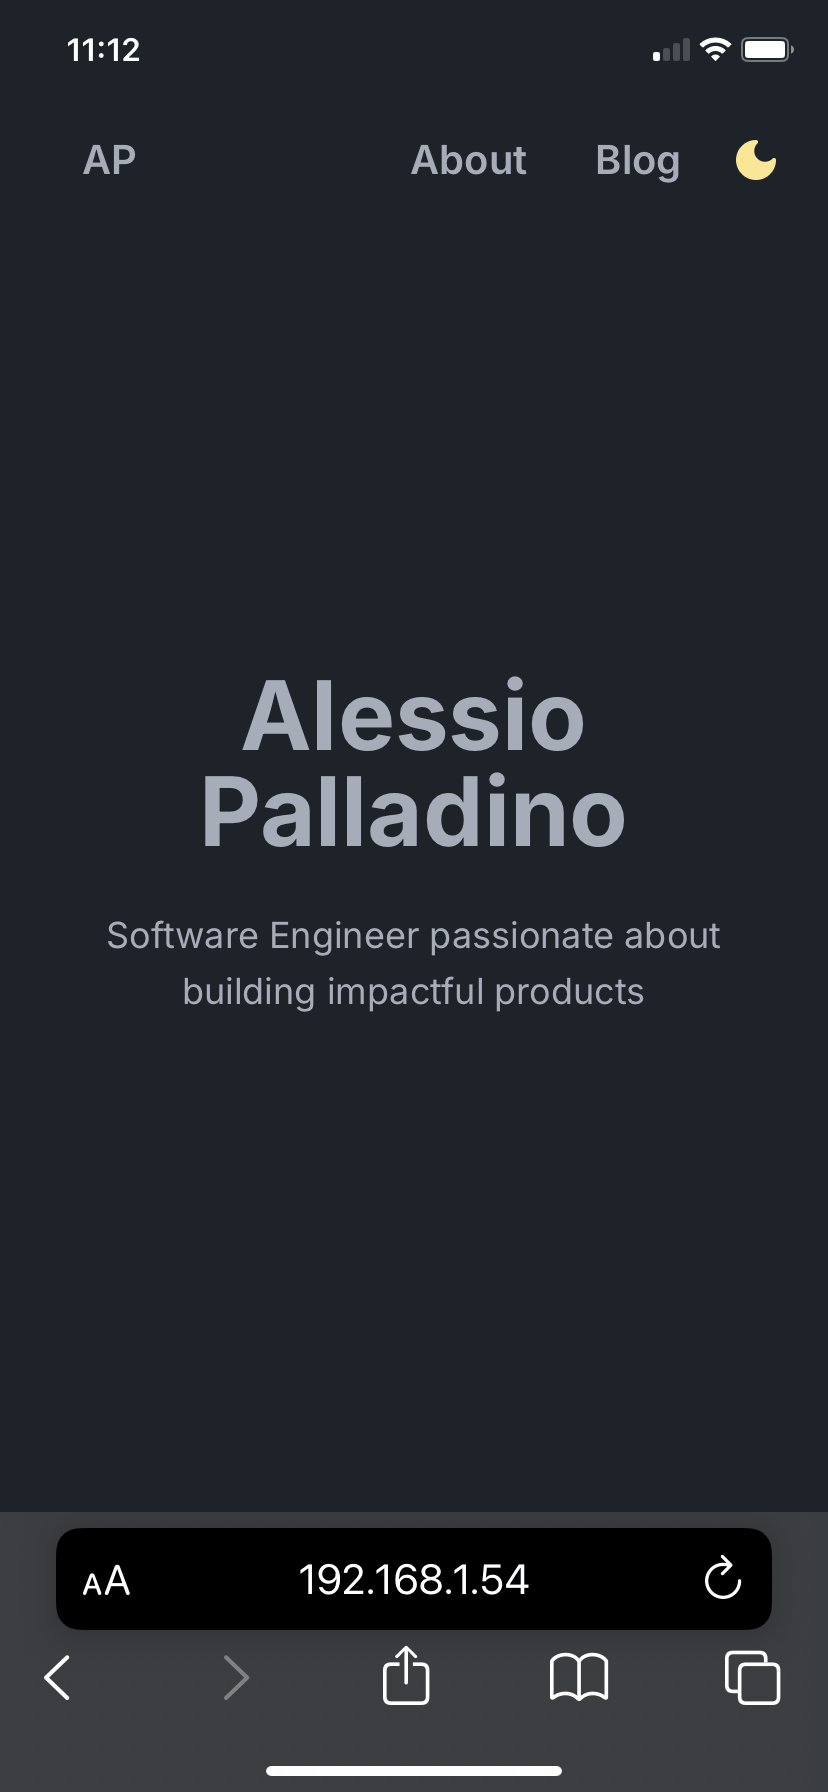 11:12
AP About Blog
Alessio
Palladino
Software Engineer passionate about
building impactful products
AA 192.168.1.54